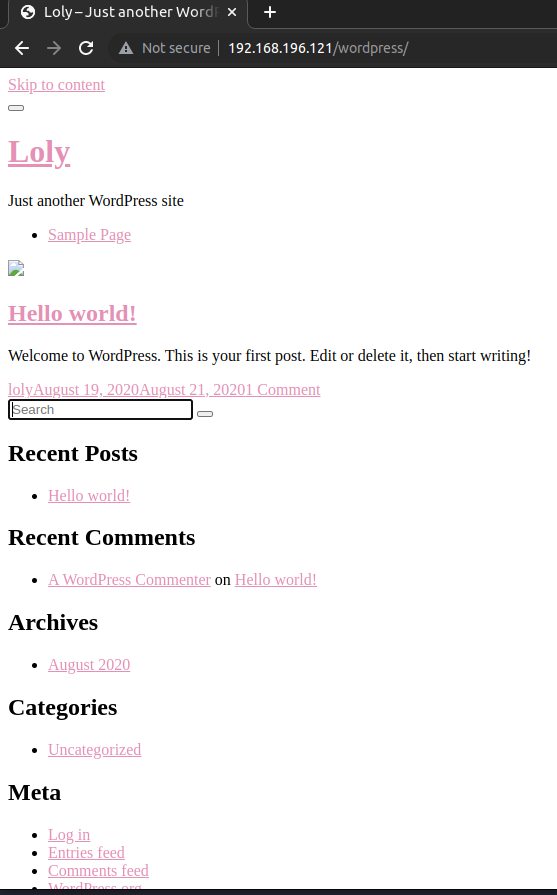 Loly – Just another WordP
Not secure
192.168.196.121/wordpress/
Skip to content
Loly
Just another WordPress site
Sample Page
Hello world!
Welcome to WordPress. This is your first post. Edit or delete it, then start writing!
lolyAugust 19, 2020August 21, 20201 Comment
Search
Recent Posts
Hello world!
Recent Comments
A WordPress Commenter on Hello world!
Archives
August 2020
Categories
Uncategorized
Meta
Log in
Entries feed
Comments feed
WordPress.org